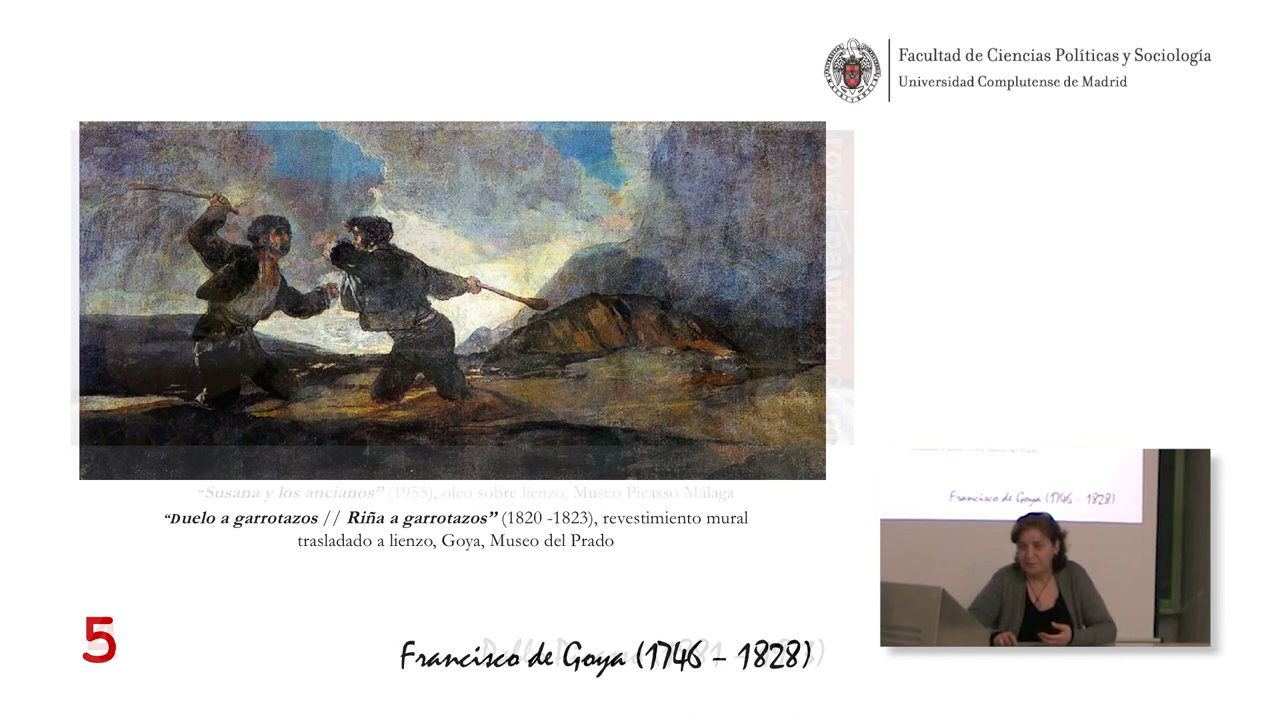 Facultad de Ciencias Políticas y Sociología
Universidad Complutense de Madrid
“Susana y los ancianos” (1955), óleo sobre lienzo, Museo Picasso Málaga
“Duelo a garrotazos // Riña a garrotazos” (1820 -1823), revestimiento mural
trasladado a lienzo, Goya, Museo del Prado
Francisco de Goya (1746 – 1828)
5
Francisco de Goya (1746 – 1828)